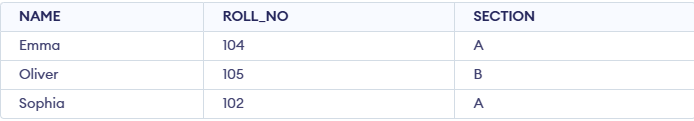 NAME ROLL_NO SECTION
Emma 104 A
Oliver 105 B
Sophia 102 A